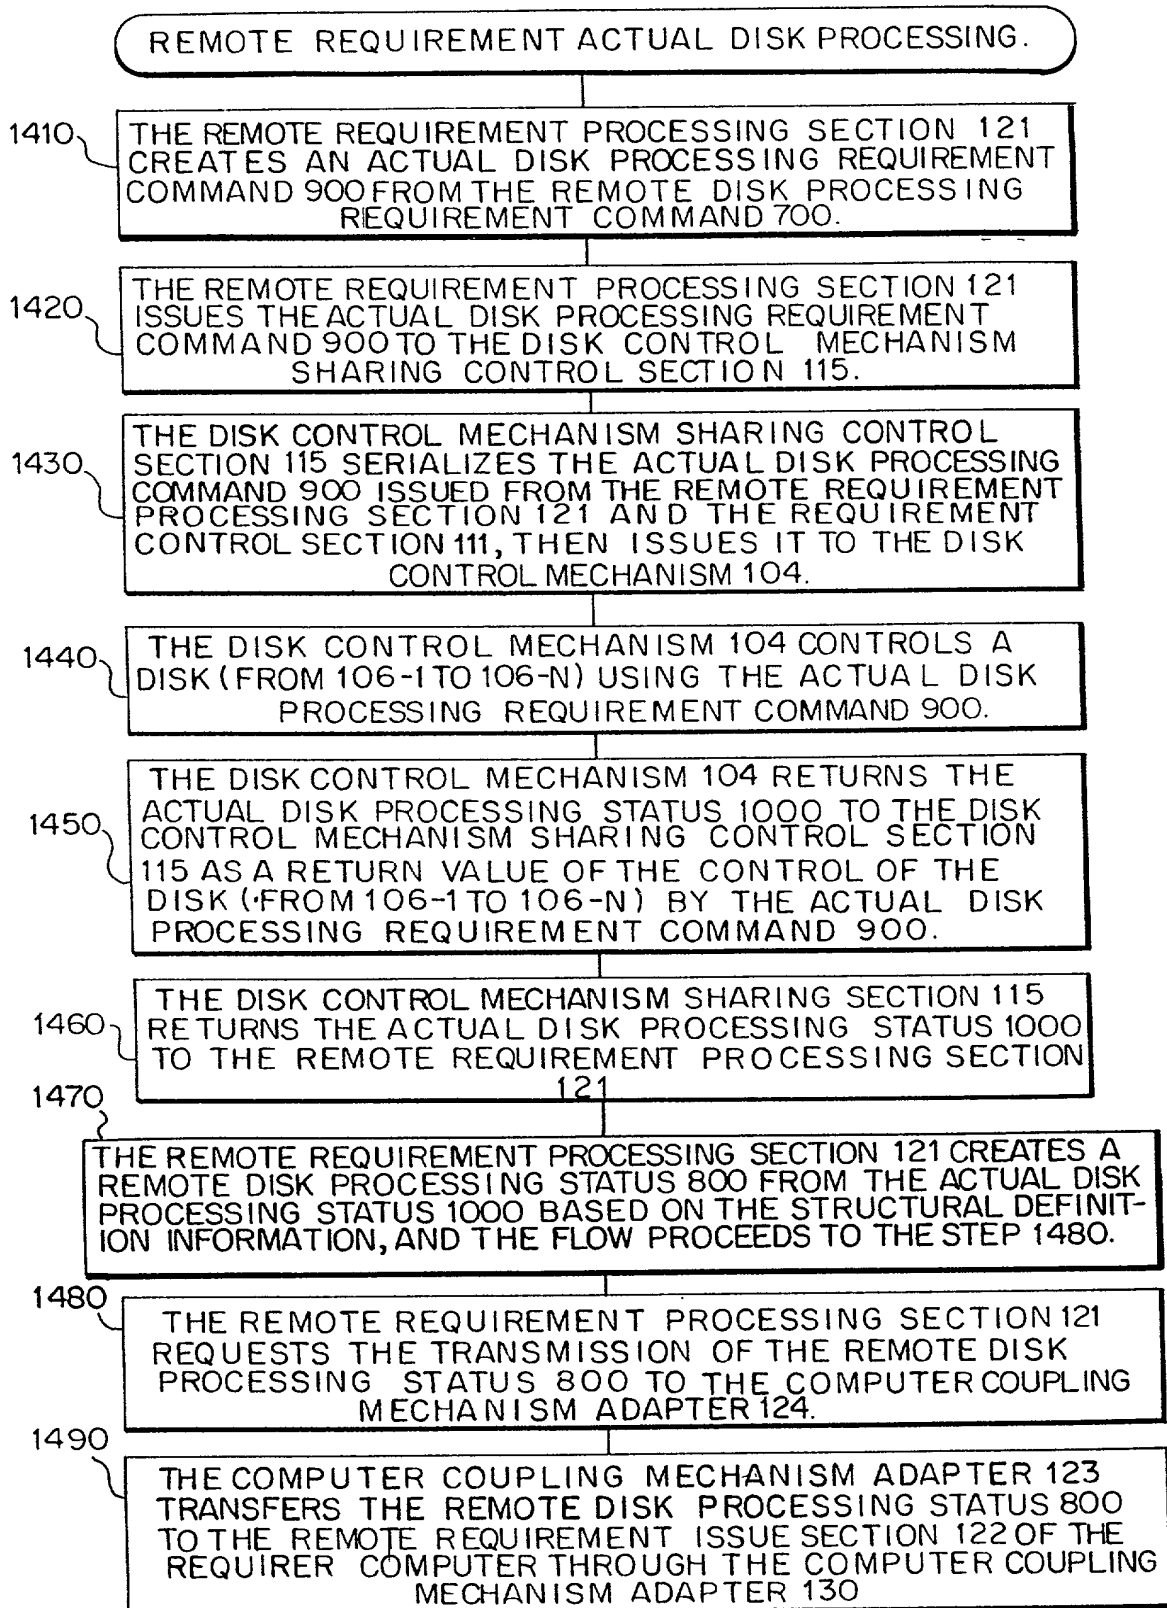 REMOTE REQUIREMENT ACTUAL DISK PROCESSING.
1410
THE REMOTE REQUIREMENT PROCESSING SECTION 121
CREATES AN ACTUAL DISK PROCESSING REQUIREMENT
COMMAND 900 FROM THE REMOTE DISK PROCESSING
REQUIREMENT COMMAND 700.
1420
THE REMOTE REQUIREMENT PROCESSING SECTION 121
ISSUES THE ACTUAL DISK PROCESSING REQUIREMENT
COMMAND 900 TO THE DISK CONTROL MECHANISM
SHARING CONTROL SECTION 115.
1430
THE DISK CONTROL MECHANISM SHARING CONTROL
SECTION 115 SERIALIZES THE ACTUAL DISK PROCESSING
COMMAND 900 ISSUED FROM THE REMOTE REQUIREMENT
PROCESSING SECTION 121 AND THE REQUIREMENT
CONTROL SECTION 111, THEN ISSUES IT TO THE DISK
CONTROL MECHANISM 104.
1440
THE DISK CONTROL MECHANISM 104 CONTROLS A
DISK (FROM 106-1 TO 106-N) USING THE ACTUAL DISK
PROCESSING REQUIREMENT COMMAND 900.
1450
THE DISK CONTROL MECHANISM 104 RETURNS THE
ACTUAL DISK PROCESSING STATUS 1000 TO THE DISK
CONTROL MECHANISM SHARING CONTROL SECTION
115 AS A RETURN VALUE OF THE CONTROL OF THE
DISK (FROM 106-1 TO 106-N) BY THE ACTUAL DISK
PROCESSING REQUIREMENT COMMAND 900.
1460
THE DISK CONTROL MECHANISM SHARING SECTION 115
RETURNS THE ACTUAL DISK PROCESSING STATUS 1000
TO THE REMOTE REQUIREMENT PROCESSING SECTION
121
1470
THE REMOTE REQUIREMENT PROCESSING SECTION 121 CREATES A
REMOTE DISK PROCESSING STATUS 800 FROM THE ACTUAL DISK
PROCESSING STATUS 1000 BASED ON THE STRUCTURAL DEFINIT-
ION INFORMATION, AND THE FLOW PROCEEDS TO THE STEP 1480.
1480
THE REMOTE REQUIREMENT PROCESSING SECTION 121
REQUESTS THE TRANSMISSION OF THE REMOTE DISK
PROCESSING STATUS 800 TO THE COMPUTER COUPLING
MECHANISM ADAPTER 124.
1490
THE COMPUTER COUPLING MECHANISM ADAPTER 123
TRANSFERS THE REMOTE DISK PROCESSING STATUS 800
TO THE REMOTE REQUIREMENT ISSUE SECTION 122 OF THE
REQUIRER COMPUTER THROUGH THE COMPUTER COUPLING
MECHANISM ADAPTER 130